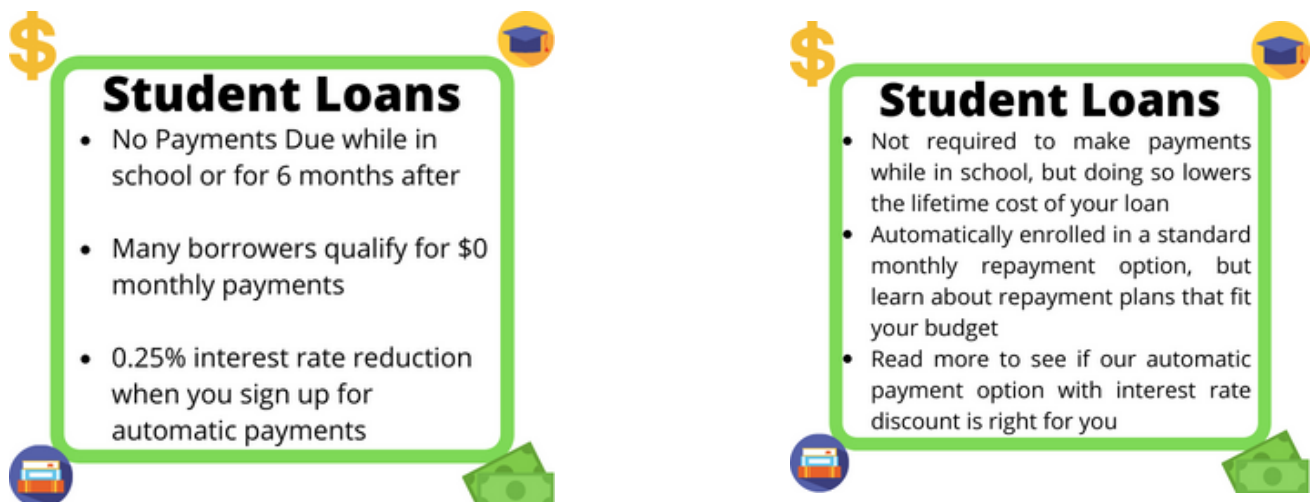 Student Loans
• No Payments Due while in
school or for 6 months after
• Many borrowers qualify for $0
monthly payments
• 0.25% interest rate reduction
when you sign up for
automatic payments
Student Loans
• Not required to make payments
while in school, but doing so lowers
the lifetime cost of your loan
• Automatically enrolled in a standard
monthly repayment option, but
learn about repayment plans that fit
your budget
• Read more to see if our automatic
payment option with interest rate
discount is right for you